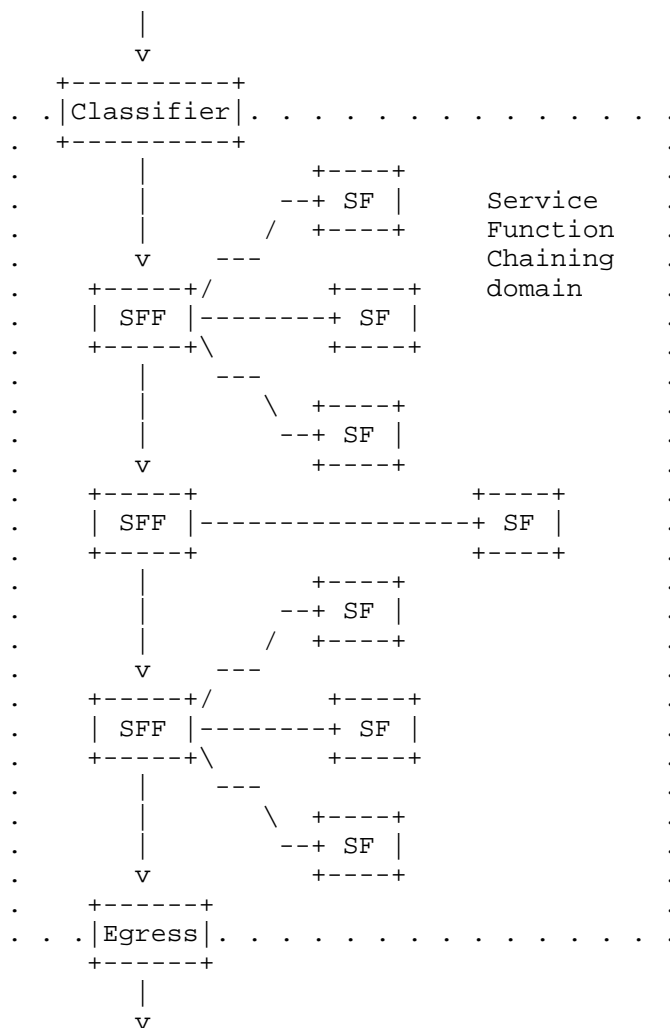 Classifier
SF
Service
Function
Chaining
domain
SFF
SF
SF
SFF
SF
SF
SFF
SF
SF
Egress